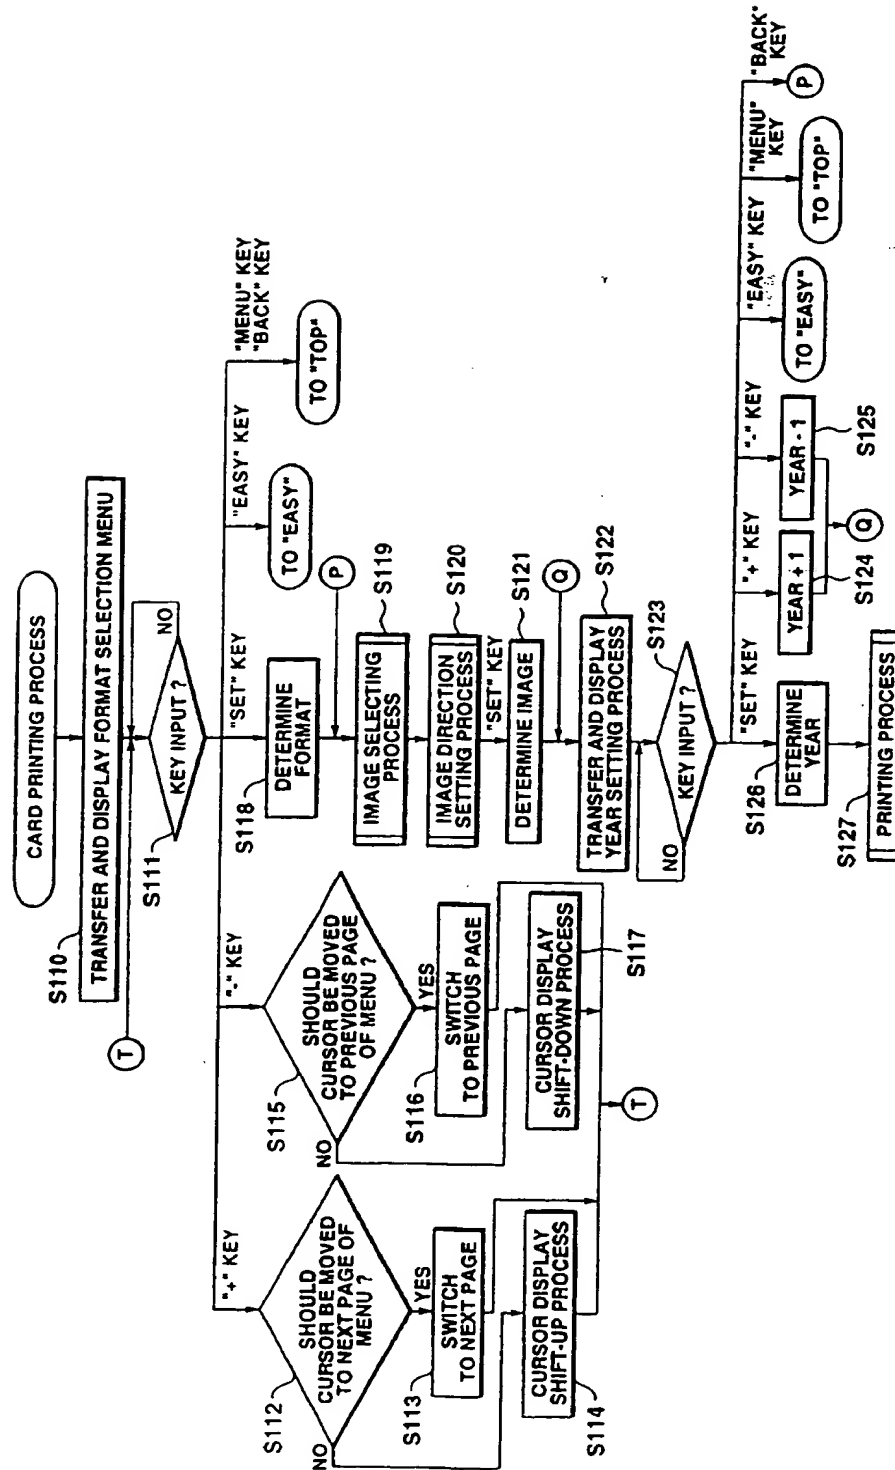 CARD PRINTING PROCESS
S110
TRANSFER AND DISPLAY FORMAT SELECTION MENU
T
NO
KEY INPUT ?
S111
"+" KEY
"-" KEY
"SET" KEY
"EASY" KEY
"MENU" KEY
"BACK" KEY
S112
SHOULD
CURSOR BE MOVED
TO NEXT PAGE OF
MENU ?
NO
YES
S113
SWITCH
TO NEXT PAGE
CURSOR DISPLAY
SHIFT-UP PROCESS
S114
S115
SHOULD
CURSOR BE MOVED
TO PREVIOUS PAGE
OF MENU ?
NO
YES
S116
SWITCH
TO PREVIOUS PAGE
CURSOR DISPLAY
SHIFT-DOWN PROCESS
S117
T
S118
DETERMINE
FORMAT
TO "EASY"
TO "TOP"
P
IMAGE SELECTING
PROCESS
S119
IMAGE DIRECTION
SETTING PROCESS
S120
"SET" KEY
DETERMINE IMAGE
S121
Q
TRANSFER AND DISPLAY
YEAR SETTING PROCESS
S122
KEY INPUT ?
S123
NO
"SET" KEY
"+" KEY
"-" KEY
"EASY" KEY
"MENU"
KEY
"BACK"
KEY
S126
DETERMINE
YEAR
YEAR + 1
S124
YEAR - 1
S125
Q
TO "EASY"
TO "TOP"
P
S127
PRINTING PROCESS